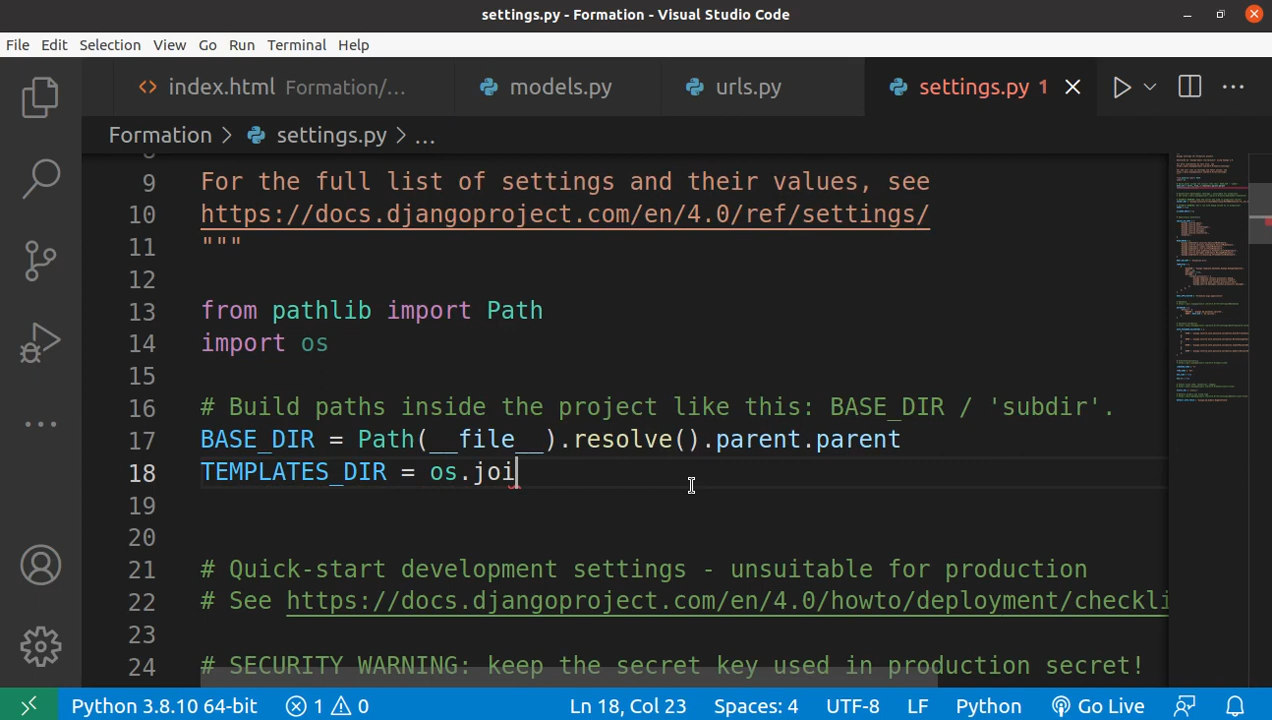 settings.py - Formation - Visual Studio Code
File Edit Selection View Go Run Terminal Help
index.html Formation/... models.py urls.py settings.py 1
Formation > settings.py > ...
8
9 For the full list of settings and their values, see
10 https://docs.djangoproject.com/en/4.0/ref/settings/
11 """
12
13 from pathlib import Path
14 import os
15
16 # Build paths inside the project like this: BASE_DIR / 'subdir'.
17 BASE_DIR = Path(__file__).resolve().parent.parent
18 TEMPLATES_DIR = os.joi
19
20
21 # Quick-start development settings - unsuitable for production
22 # See https://docs.djangoproject.com/en/4.0/howto/deployment/checkli
23
24 # SECURITY WARNING: keep the secret key used in production secret!
Python 3.8.10 64-bit 1 0 Ln 18, Col 23 Spaces: 4 UTF-8 LF Python Go Live